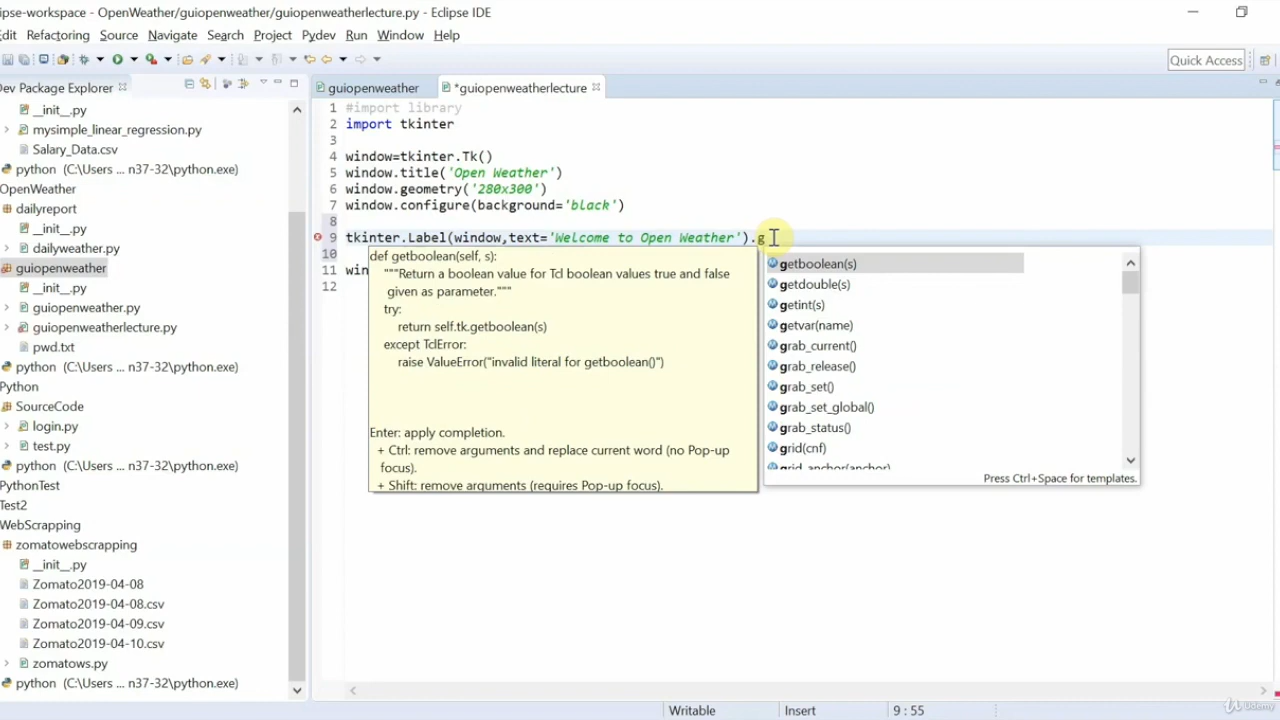 ipse-workspace - OpenWeather/guiopenweather/guiopenweatherlecture.py - Eclipse IDE
dit Refactoring Source Navigate Search Project Pydev Run Window Help
Quick Access
Dev Package Explorer
guiopenweather
*guiopenweatherlecture
__init__.py
mysimple_linear_regression.py
Salary_Data.csv
python (C:\Users ... n37-32\python.exe)
OpenWeather
dailyreport
__init__.py
dailyweather.py
guiopenweather
__init__.py
guiopenweather.py
guiopenweatherlecture.py
pwd.txt
python (C:\Users ... n37-32\python.exe)
Python
SourceCode
login.py
test.py
python (C:\Users ... n37-32\python.exe)
PythonTest
Test2
WebScrapping
zomatowebscrapping
__init__.py
Zomato2019-04-08
Zomato2019-04-08.csv
Zomato2019-04-09.csv
Zomato2019-04-10.csv
zomatows.py
python (C:\Users ... n37-32\python.exe)
1 #import library
2 import tkinter
3
4 window=tkinter.Tk()
5 window.title('Open Weather')
6 window.geometry('280x300')
7 window.configure(background='black')
8
9 tkinter.Label(window,text='Welcome to Open Weather').g
10
11 win
12
def getboolean(self, s):
"""Return a boolean value for Tcl boolean values true and false
given as parameter."""
try:
return self.tk.getboolean(s)
except TclError:
raise ValueError("invalid literal for getboolean()")
Enter: apply completion.
+ Ctrl: remove arguments and replace current word (no Pop-up
focus).
+ Shift: remove arguments (requires Pop-up focus).
getboolean(s)
getdouble(s)
getint(s)
getvar(name)
grab_current()
grab_release()
grab_set()
grab_set_global()
grab_status()
grid(cnf)
grid_anchor(anchor)
Press Ctrl+Space for templates.
Writable
Insert
9 : 55
Udemy